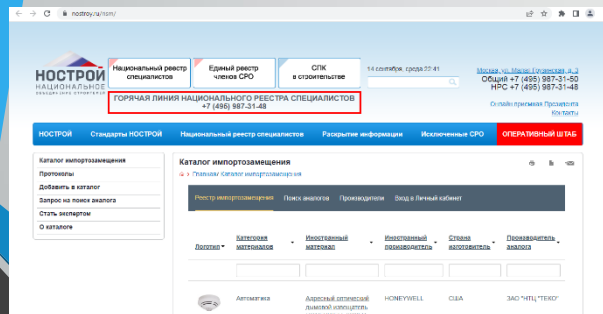 nostroy.ru/nsm/
НОСТРОЙ
НАЦИОНАЛЬНОЕ
ОБЪЕДИНЕНИЕ СТРОИТЕЛЕЙ
Национальный реестр
специалистов
Единый реестр
членов СРО
СПК
в строительстве
14 сентября, среда 22:41
Москва, ул. Малая Грузинская, д. 3
Общий +7 (495) 987-31-50
НРС +7 (495) 987-31-48
ГОРЯЧАЯ ЛИНИЯ НАЦИОНАЛЬНОГО РЕЕСТРА СПЕЦИАЛИСТОВ
+7 (495) 987-31-48
Онлайн приемная Президента
Контакты
НОСТРОЙ Стандарты НОСТРОЙ Национальный реестр специалистов Раскрытие информации Исключенные СРО ОПЕРАТИВНЫЙ ШТАБ
Каталог импортозамещения
Протоколы
Добавить в каталог
Запрос на поиск аналога
Стать экспертом
О каталоге
Каталог импортозамещения
Главная / Каталог импортозамещения
Реестр импортозамещения Поиск аналогов Производители Вход в Личный кабинет
Логотип Категория материалов Иностранный материал Иностранный производитель Страна изготовитель Производитель аналога
Автоматика Адресный оптический HONEYWELL США ЗАО "НТЦ "ТЕКО"
дымовой извещатель